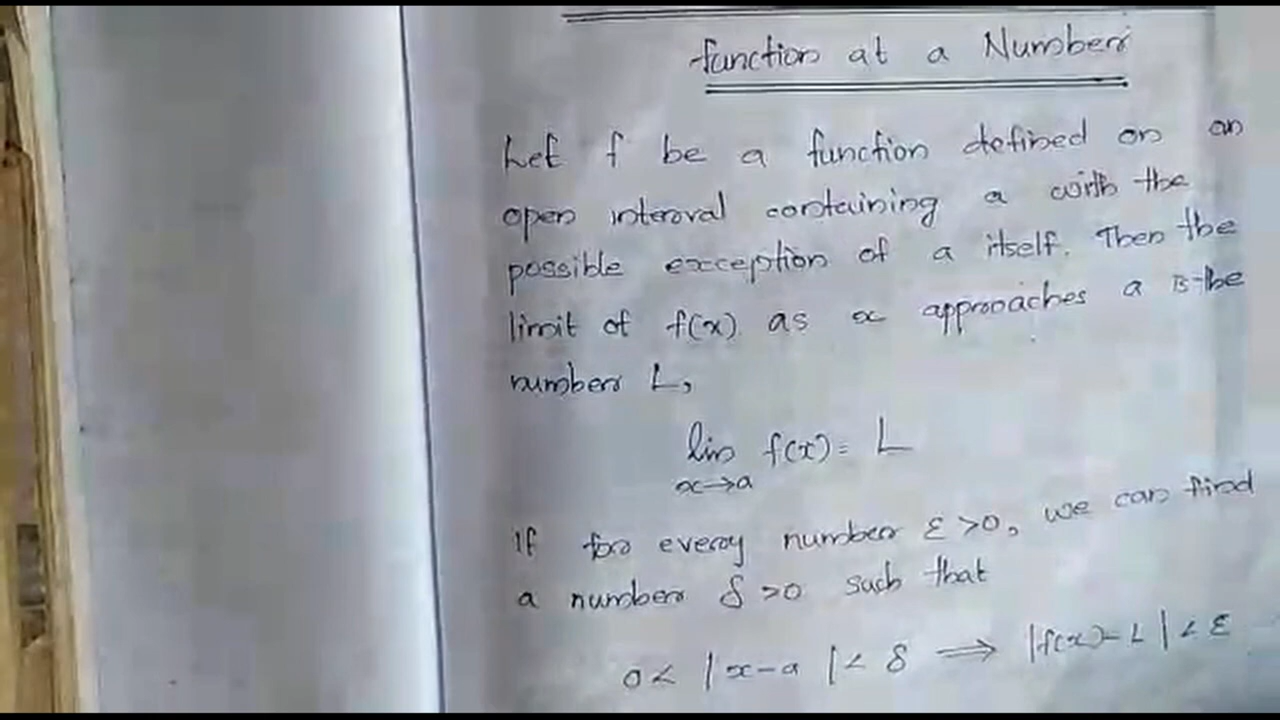 function at a Number
Let f be a function defined on an
open interval containing a with the
possible exception of a itself. Then the
limit of f(x) as x approaches a is the
number L,
lim f(x) = L
x→a
If for every number ε >0, we can find
a number δ >0 such that
0 < |x-a| < δ ⟹ |f(x)-L| < ε